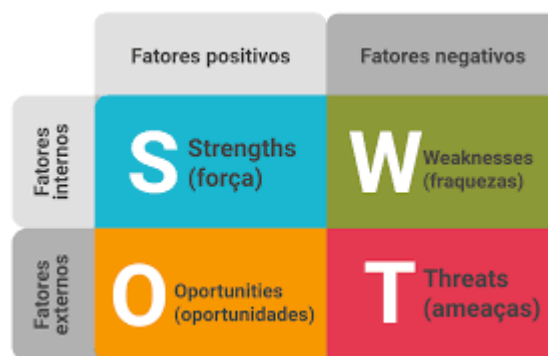 Fatores positivos
Fatores negativos
Fatores
internos
S
Strengths
(força)
W
Weaknesses
(fraquezas)
Fatores
externos
O
Oportunities
(oportunidades)
T
Threats
(ameaças)